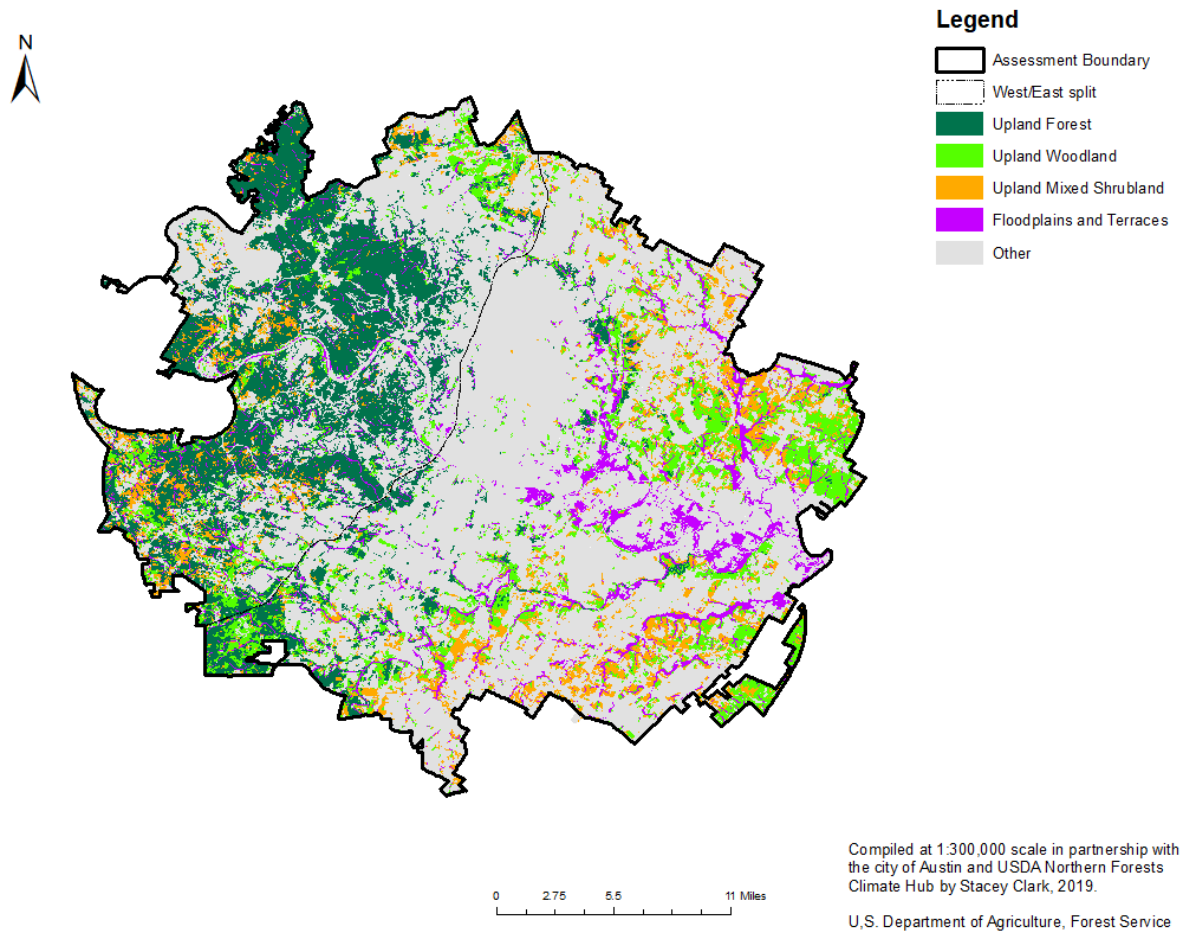 Legend
N
Assessment Boundary
West/East split
Upland Forest
Upland Woodland
Upland Mixed Shrubland
Floodplains and Terraces
Other
Compiled at 1:300,000 scale in partnership with
the city of Austin and USDA Northern Forests
Climate Hub by Stacey Clark, 2019.
0 2.75 5.5 11 Miles
U.S. Department of Agriculture, Forest Service